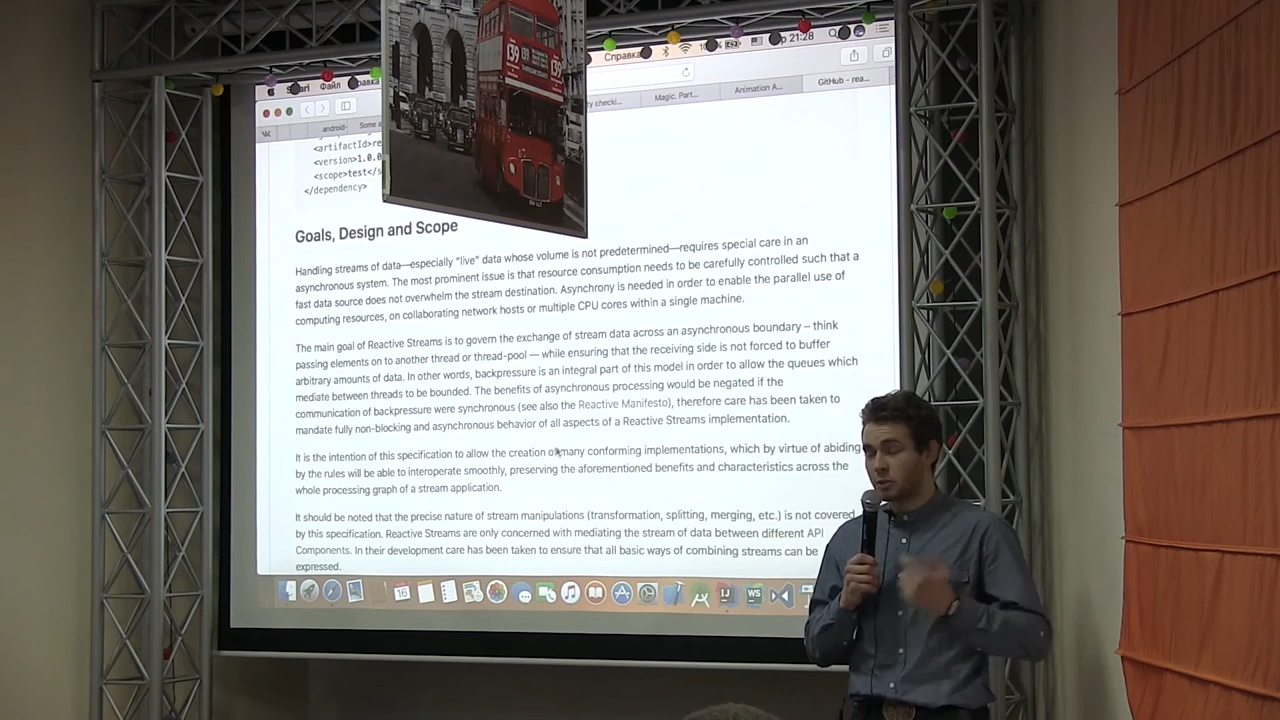 139
139
Справка
21:28
Safari Файл
GitHub - rea...
Magic. Part...
Animation A...
android-
<version>1.0.0
<scope>test</s
</dependency>
Goals, Design and Scope
Handling streams of data—especially “live” data whose volume is not predetermined—requires special care in an
asynchronous system. The most prominent issue is that resource consumption needs to be carefully controlled such that a
fast data source does not overwhelm the stream destination. Asynchrony is needed in order to enable the parallel use of
computing resources, on collaborating network hosts or multiple CPU cores within a single machine.
The main goal of Reactive Streams is to govern the exchange of stream data across an asynchronous boundary – think
passing elements on to another thread or thread-pool — while ensuring that the receiving side is not forced to buffer
arbitrary amounts of data. In other words, backpressure is an integral part of this model in order to allow the queues which
mediate between threads to be bounded. The benefits of asynchronous processing would be negated if the
communication of backpressure were synchronous (see also the Reactive Manifesto), therefore care has been taken to
mandate fully non-blocking and asynchronous behavior of all aspects of a Reactive Streams implementation.
It is the intention of this specification to allow the creation of many conforming implementations, which by virtue of abiding
by the rules will be able to interoperate smoothly, preserving the aforementioned benefits and characteristics across the
whole processing graph of a stream application.
It should be noted that the precise nature of stream manipulations (transformation, splitting, merging, etc.) is not covered
by this specification. Reactive Streams are only concerned with mediating the stream of data between different API
Components. In their development care has been taken to ensure that all basic ways of combining streams can be
expressed.
16
IJ
WS